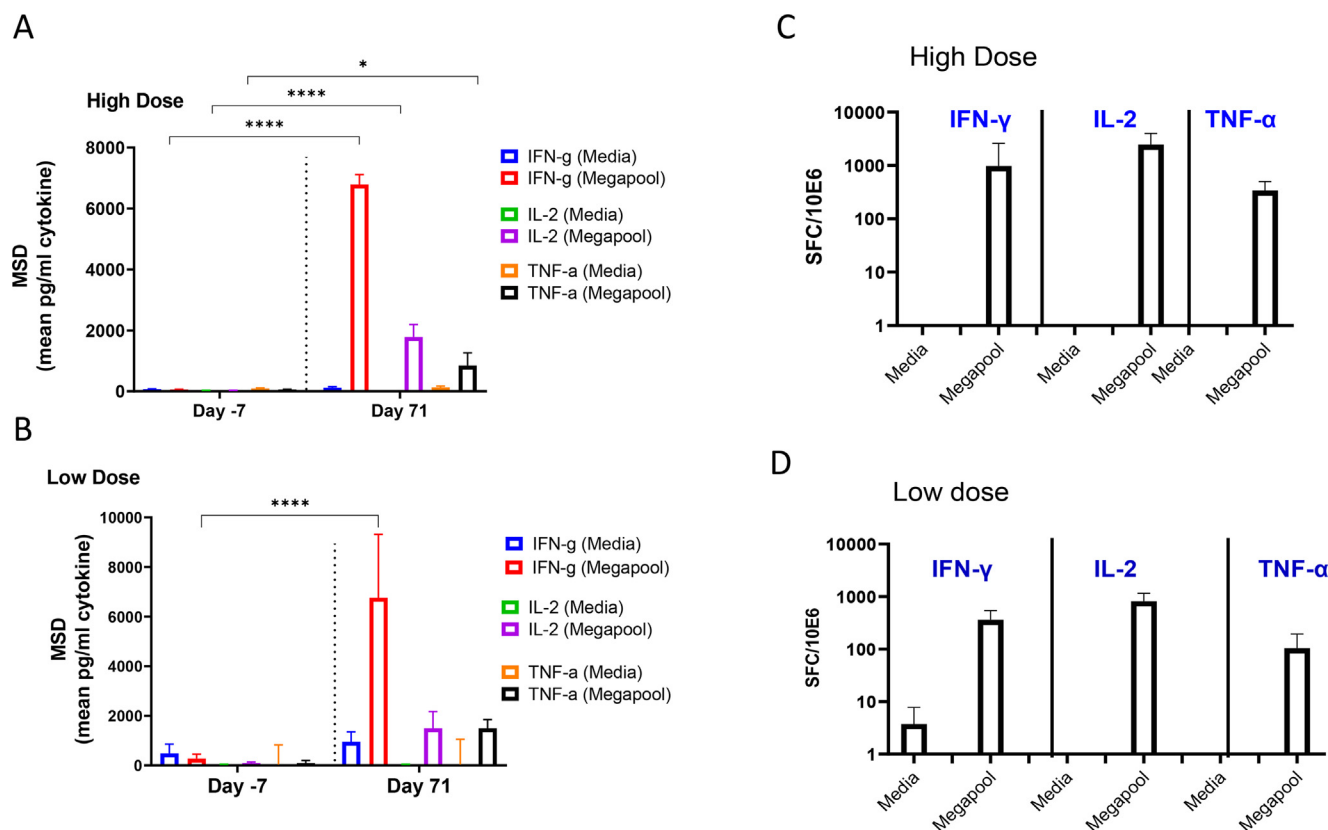 A
*
****
High Dose
****
8000
6000
4000
2000
0
MSD
(mean pg/ml cytokine)
Day -7
Day 71
IFN-g (Media)
IFN-g (Megapool)
IL-2 (Media)
IL-2 (Megapool)
TNF-a (Media)
TNF-a (Megapool)
B
Low Dose
****
10000
8000
6000
4000
2000
0
MSD
(mean pg/ml cytokine)
Day -7
Day 71
IFN-g (Media)
IFN-g (Megapool)
IL-2 (Media)
IL-2 (Megapool)
TNF-a (Media)
TNF-a (Megapool)
C
High Dose
10000
1000
100
10
1
SFC/10E6
IFN-γ
IL-2
TNF-α
Media
Megapool
Media
Megapool
Media
Megapool
D
Low dose
10000
1000
100
10
1
SFC/10E6
IFN-γ
IL-2
TNF-α
Media
Megapool
Media
Megapool
Media
Megapool